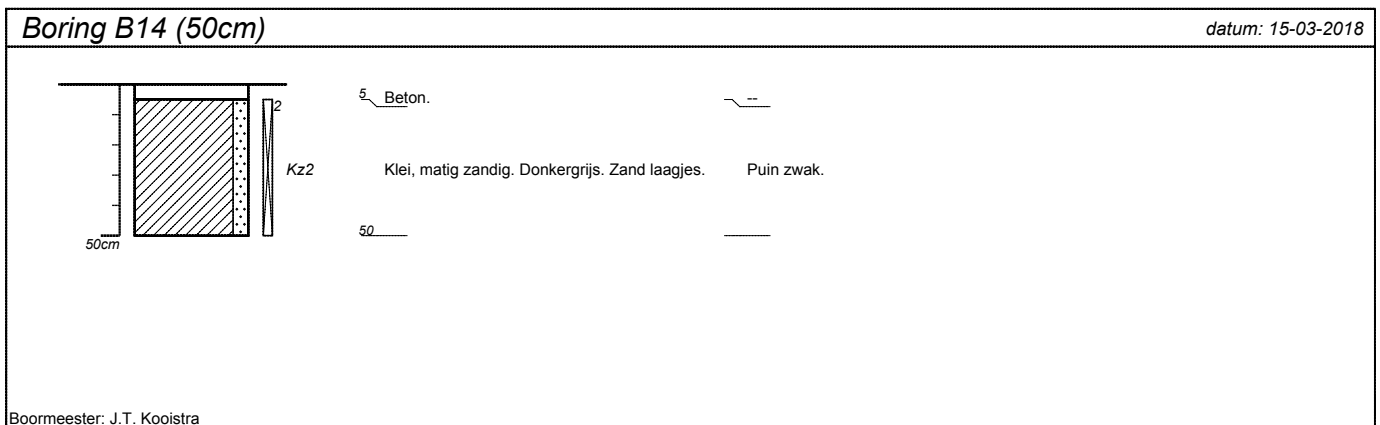 Boring B14 (50cm)
datum: 15-03-2018
5 Beton. --
2
Kz2 Klei, matig zandig. Donkergrijs. Zand laagjes. Puin zwak.
50
50cm
Boormeester: J.T. Kooistra